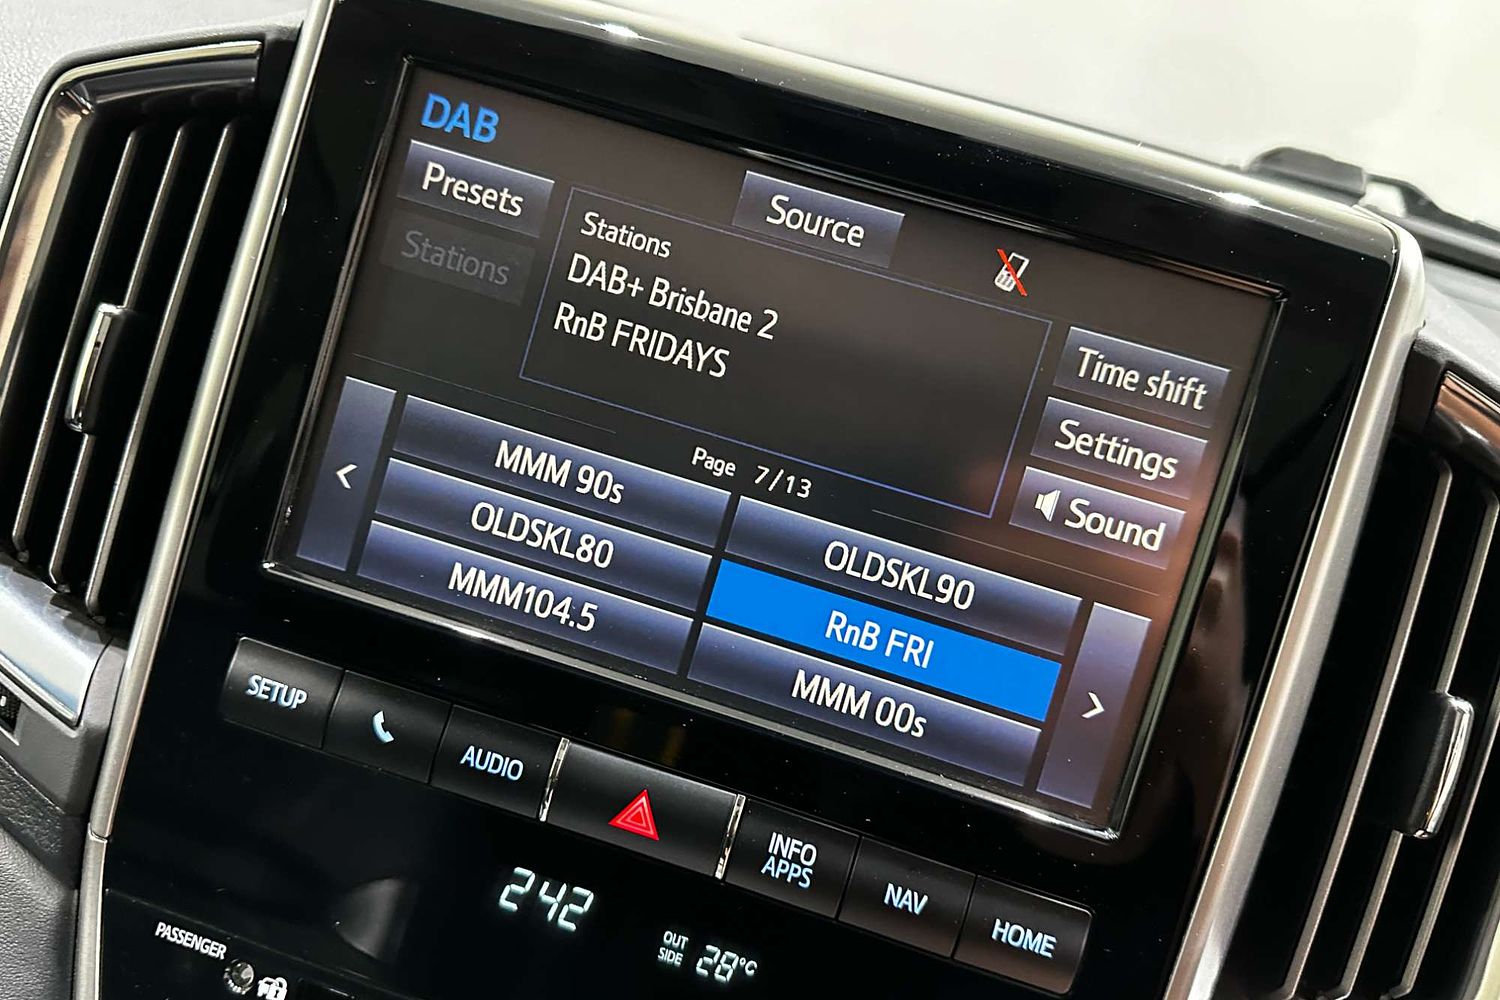 DAB
Presets
Source
Stations
Stations
DAB+ Brisbane 2
RnB FRIDAYS
Time shift
Settings
Sound
Page 7/13
<
MMM 90s
OLDSKL90
OLDSKL80
RnB FRI
MMM104.5
MMM 00s
>
SETUP
AUDIO
INFO
APPS
NAV
HOME
242
OUT
SIDE 28°C
PASSENGER